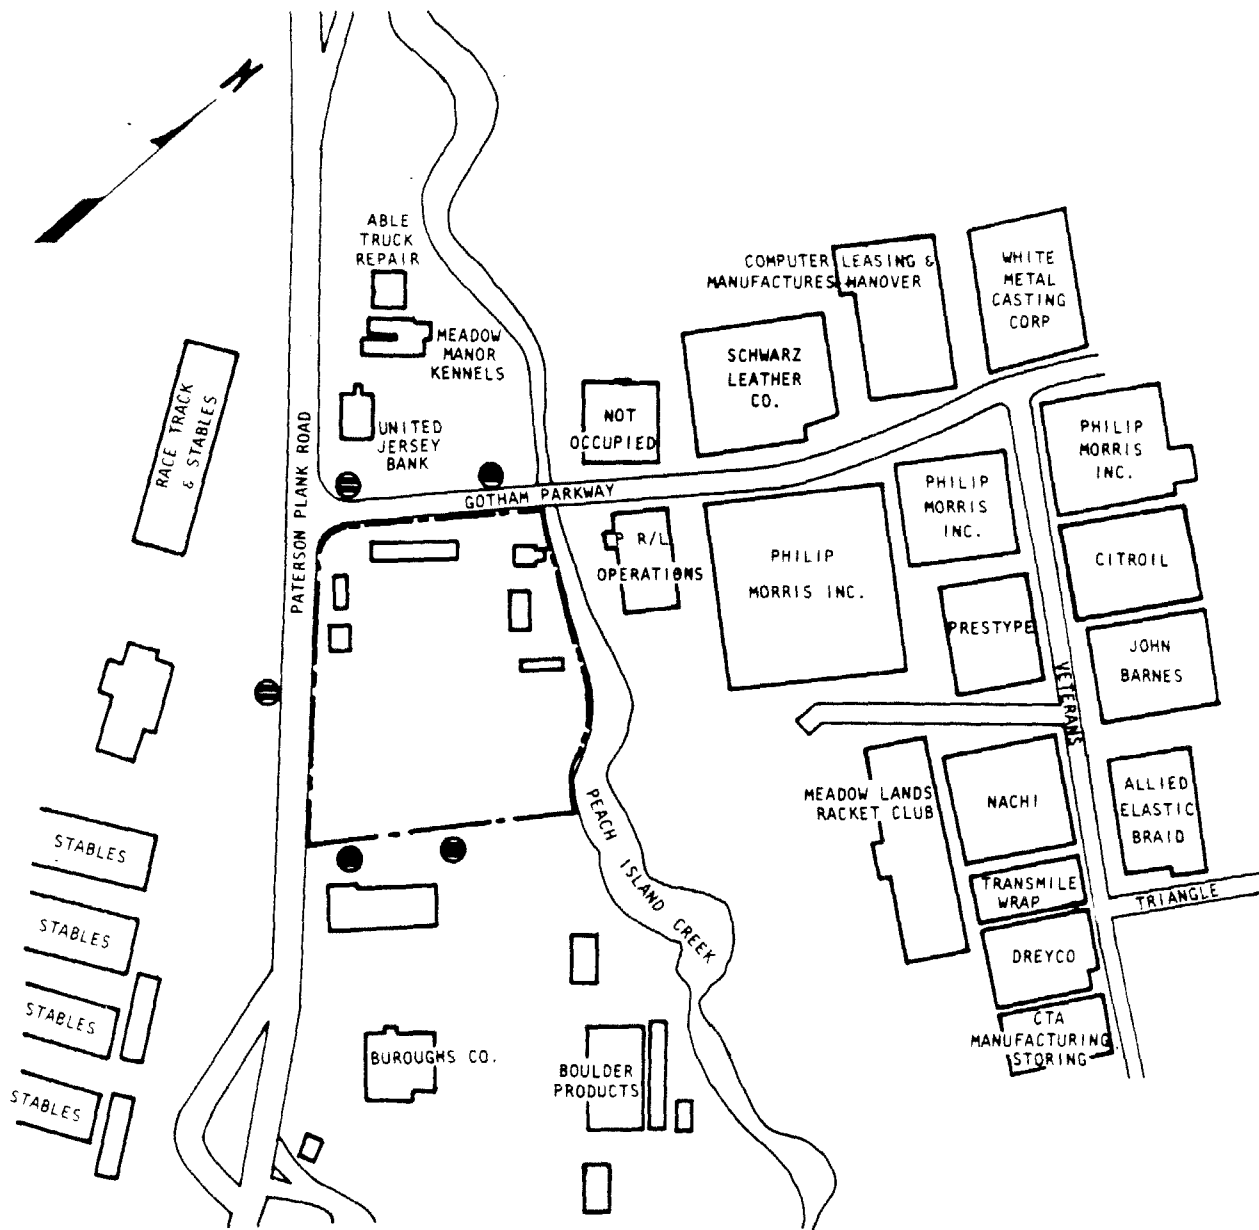 N
ABLE
TRUCK
REPAIR
MEADOW
MANOR
KENNELS
UNITED
JERSEY
BANK
RACE TRACK
& STABLES
PATERSON PLANK ROAD
GOTHAM PARKWAY
COMPUTER LEASING &
MANUFACTURES HANOVER
WHITE
METAL
CASTING
CORP
SCHWARZ
LEATHER
CO.
NOT
OCCUPIED
PHILIP
MORRIS
INC.
PHILIP
MORRIS
INC.
P R/L
OPERATIONS
PHILIP
MORRIS INC.
CITROIL
PRESTYPE
JOHN
BARNES
VETERANS
MEADOW LANDS
RACKET CLUB
NACHI
ALLIED
ELASTIC
BRAID
TRANSMILE
WRAP
TRIANGLE
DREYCO
CTA
MANUFACTURING
STORING
PEACH ISLAND CREEK
STABLES
STABLES
STABLES
STABLES
BUROUGHS CO.
BOULDER
PRODUCTS